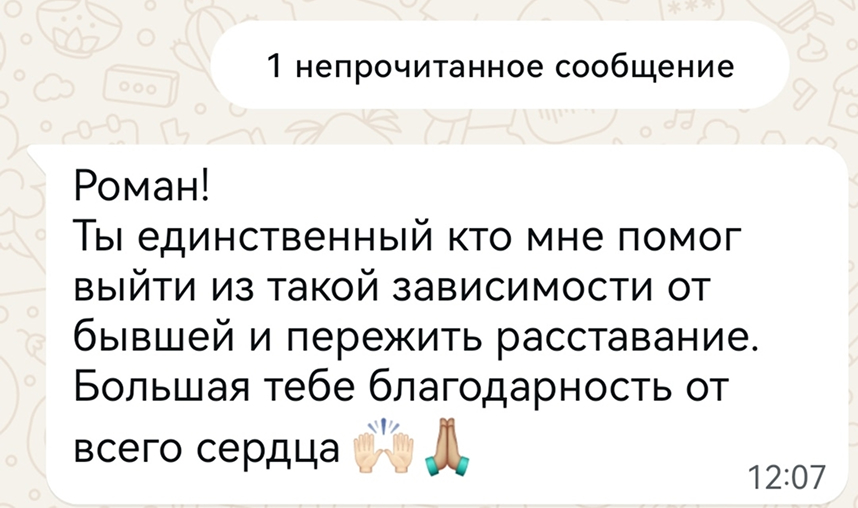 1 непрочитанное сообщение
Роман!
Ты единственный кто мне помог
выйти из такой зависимости от
бывшей и пережить расставание.
Большая тебе благодарность от
всего сердца 🙌🏻🙏🏽
12:07